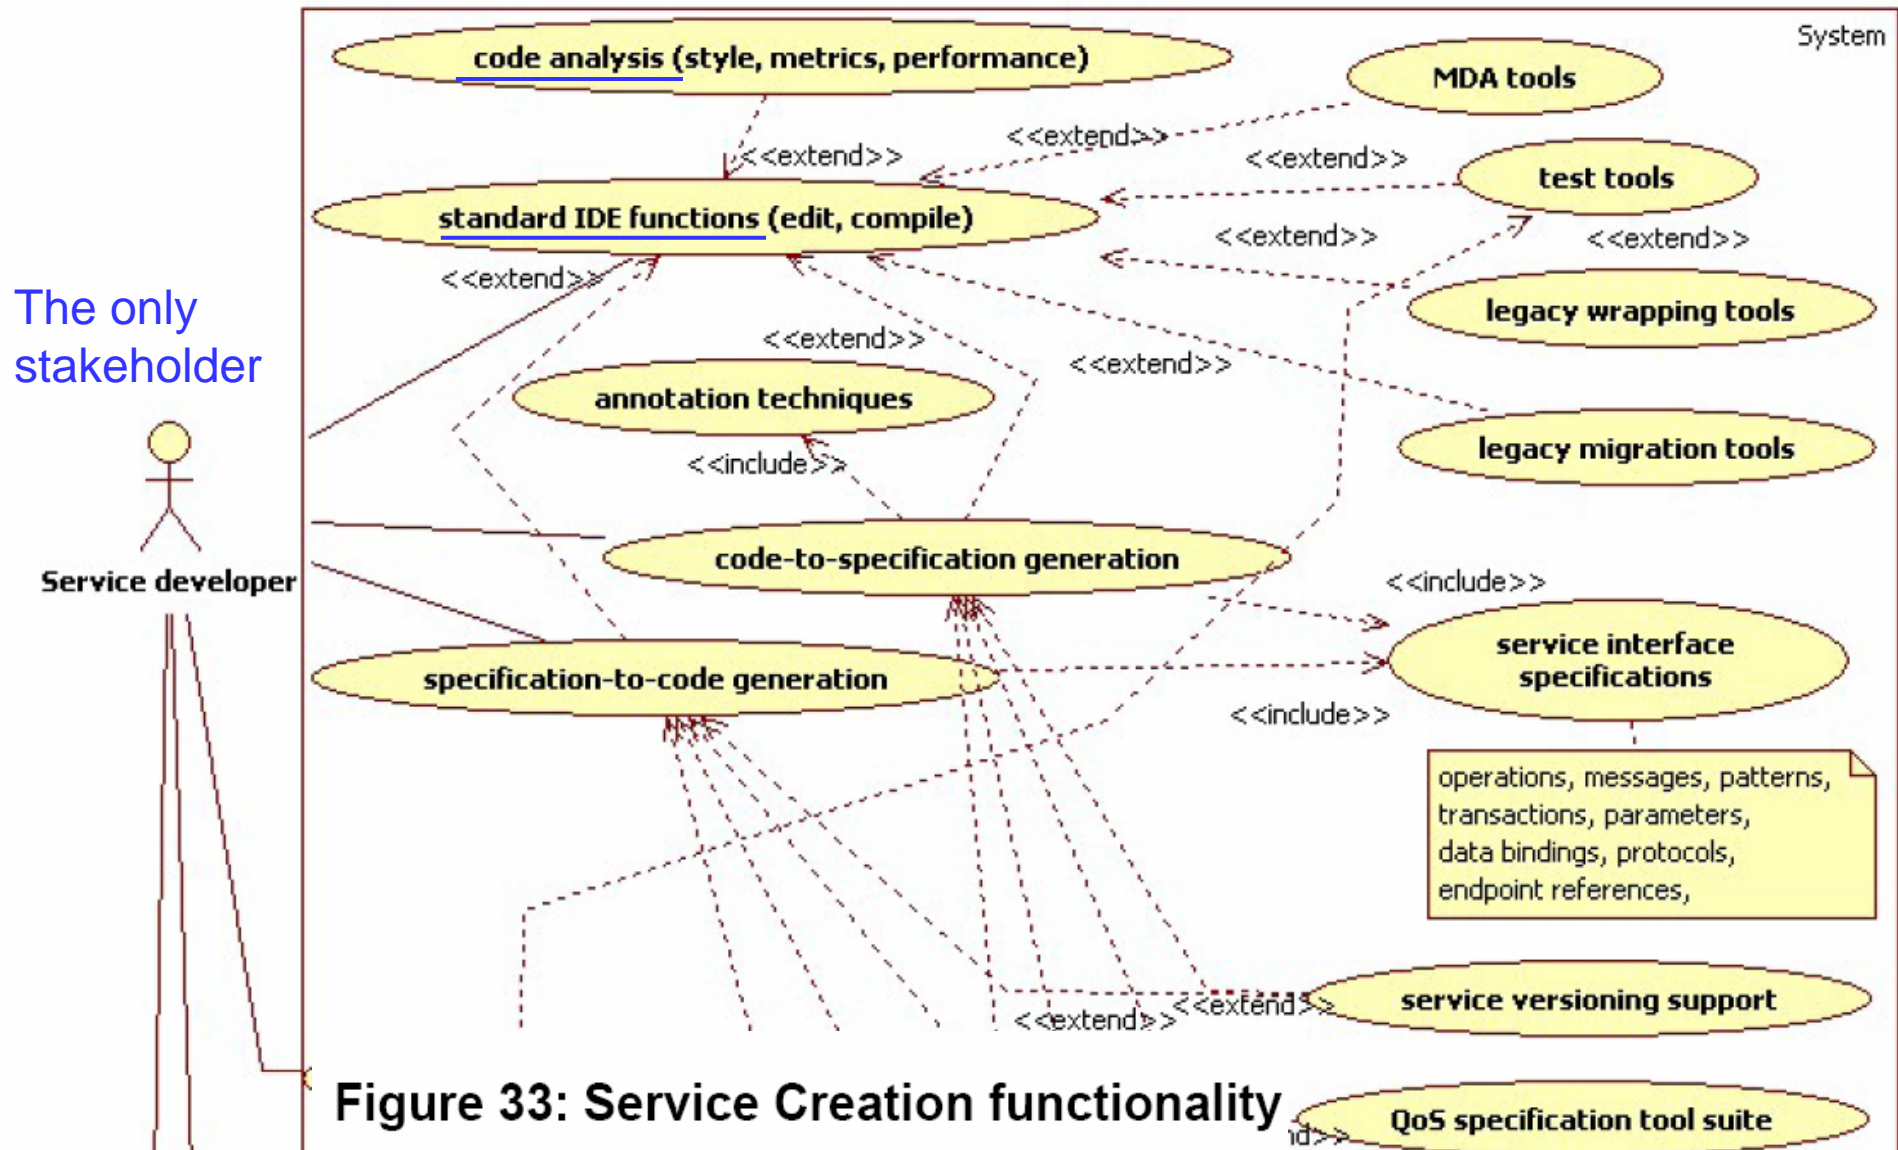 System
code analysis (style, metrics, performance)
MDA tools
<<extend>>
<<extend>>
<<extend>>
test tools
standard IDE functions (edit, compile)
<<extend>>
<<extend>>
<<extend>>
The only
stakeholder
legacy wrapping tools
<<extend>>
<<extend>>
annotation techniques
legacy migration tools
<<include>>
code-to-specification generation
Service developer
<<include>>
service interface
specifications
specification-to-code generation
<<include>>
operations, messages, patterns,
transactions, parameters,
data bindings, protocols,
endpoint references,
service versioning support
<<extend>>
<<extend>>
Figure 33: Service Creation functionality
QoS specification tool suite